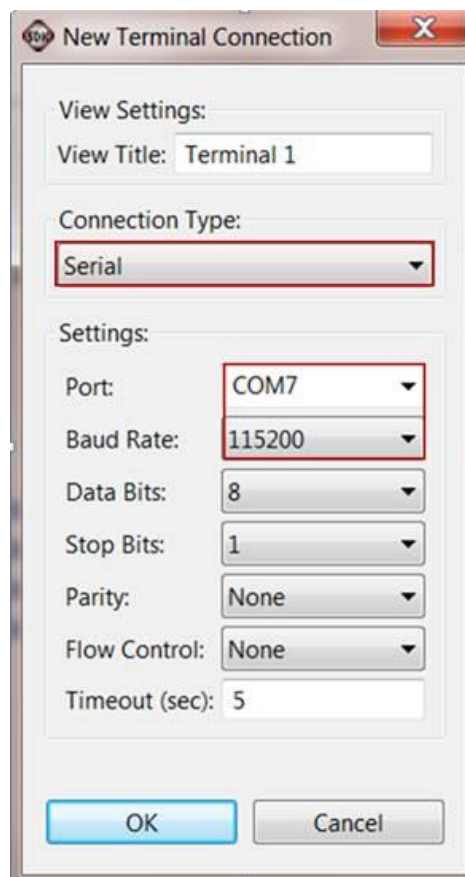 SDK New Terminal Connection
View Settings:
View Title: Terminal 1
Connection Type:
Serial
Settings:
Port: COM7
Baud Rate: 115200
Data Bits: 8
Stop Bits: 1
Parity: None
Flow Control: None
Timeout (sec): 5
OK Cancel